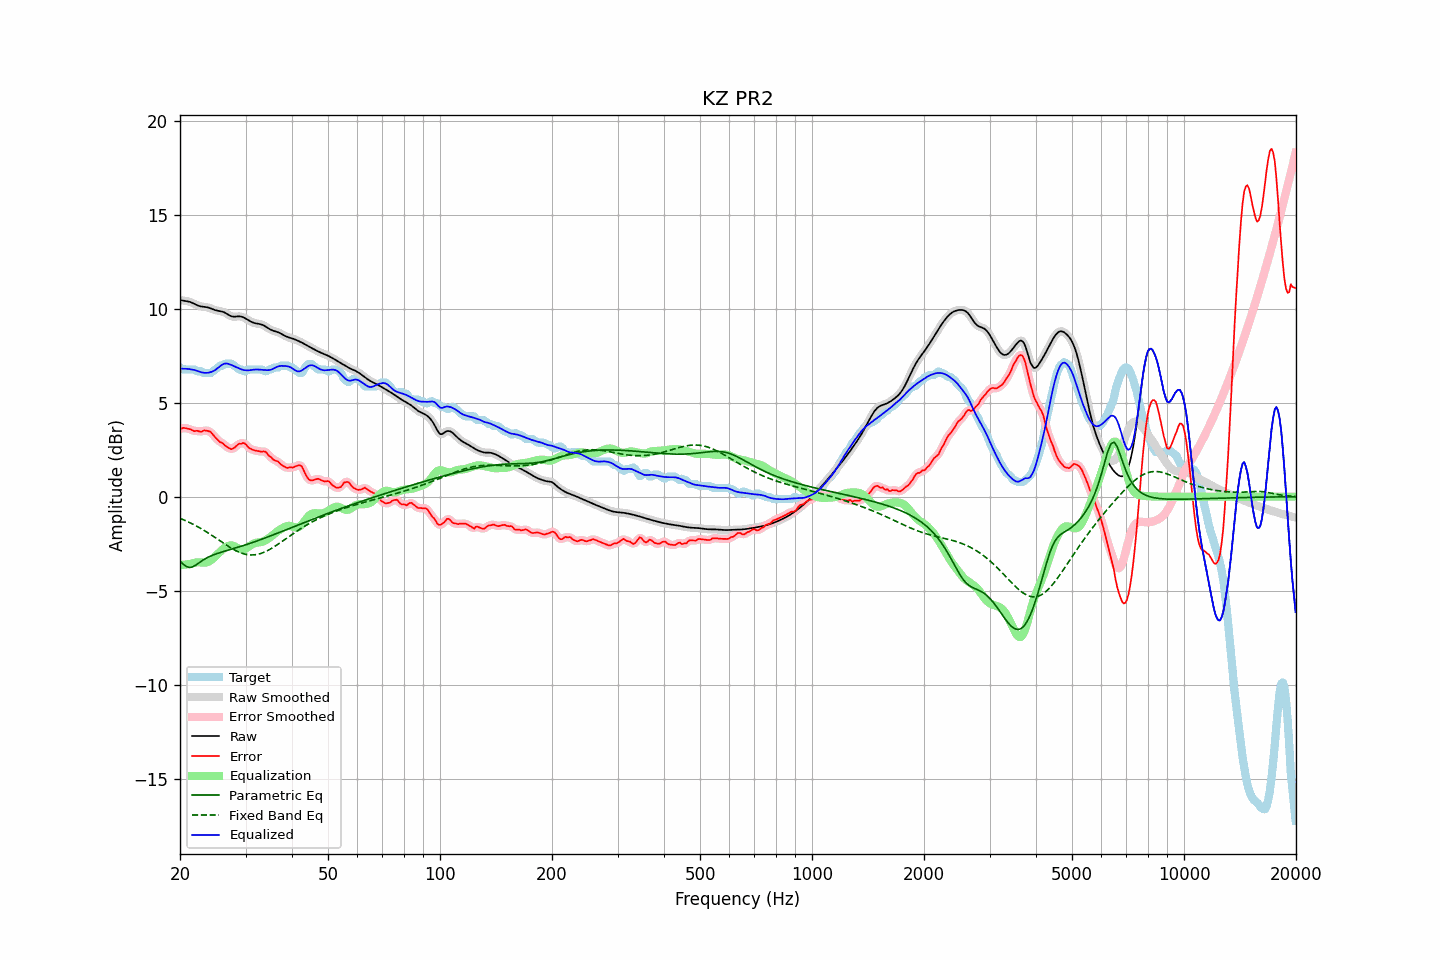 KZ PR2
20
15
10
5
0
−5
−10
−15
Amplitude (dBr)
Target
Raw Smoothed
Error Smoothed
Raw
Error
Equalization
Parametric Eq
Fixed Band Eq
Equalized
20 50 100 200 500 1000 2000 5000 10000 20000
Frequency (Hz)